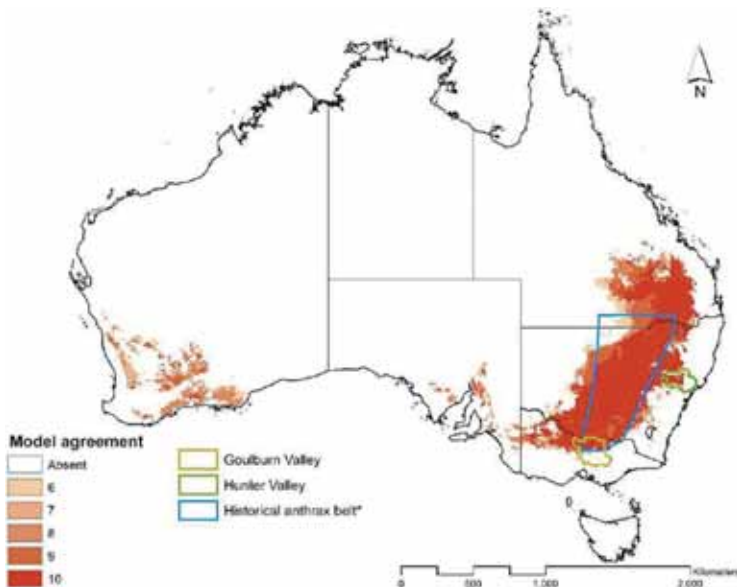 N
Model agreement
Absent
6
7
8
9
10
Goulburn Valley
Hunter Valley
Historical anthrax belt*
Kilometers
0 500 1,000 2,000